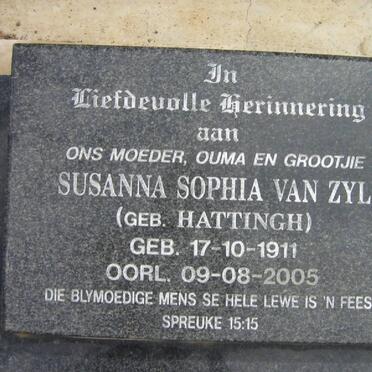 In
Liefdevolle Herinnering
aan
ONS MOEDER, OUMA EN GROOTJIE
SUSANNA SOPHIA VAN ZYL
(GEB. HATTINGH)
GEB. 17-10-1911
OORL. 09-08-2005
DIE BLYMOEDIGE MENS SE HELE LEWE IS 'N FEES
SPREUKE 15:15